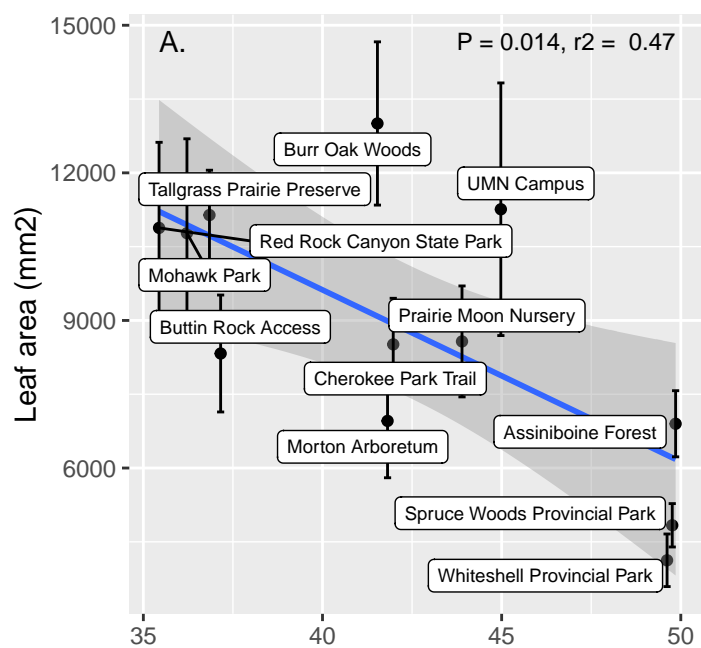 15000
A.
P = 0.014, r2 =  0.47
Burr Oak Woods
12000
Tallgrass Prairie Preserve
UMN Campus
Red Rock Canyon State Park
Mohawk Park
Leaf area (mm2)
9000
Buttin Rock Access
Prairie Moon Nursery
Cherokee Park Trail
Assiniboine Forest
Morton Arboretum
6000
Spruce Woods Provincial Park
Whiteshell Provincial Park
35
40
45
50